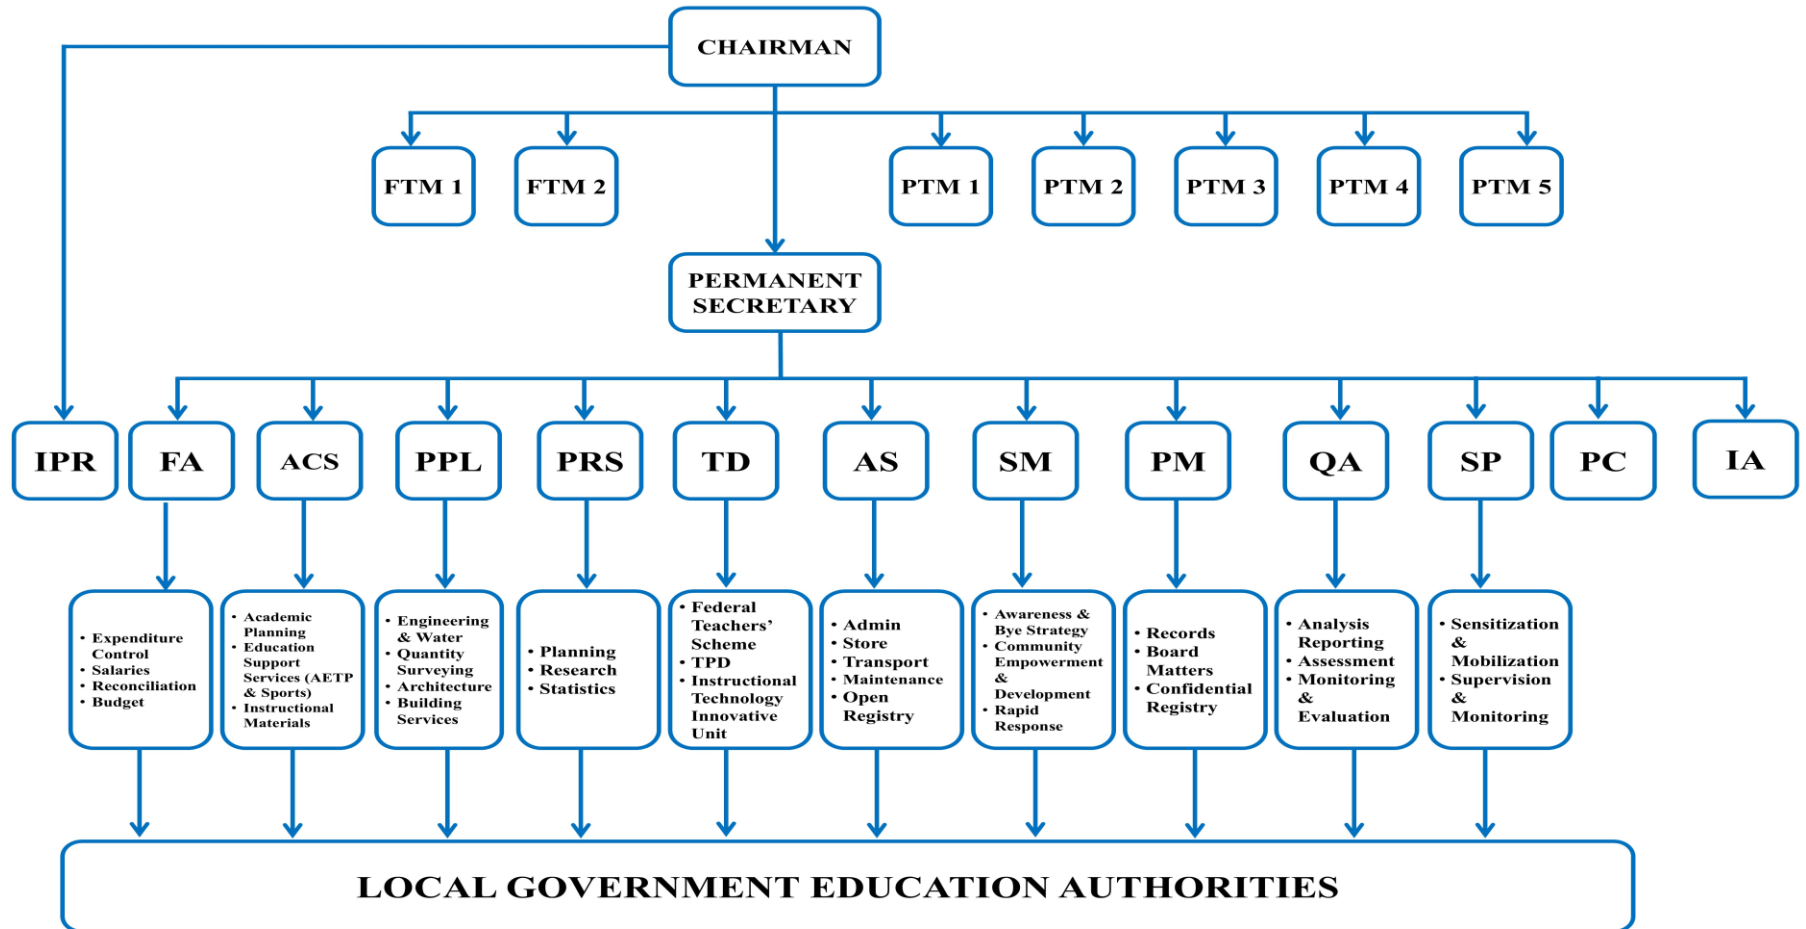 CHAIRMAN
FTM 1
FTM 2
PTM 1
PTM 2
PTM 3
PTM 4
PTM 5
PERMANENT
SECRETARY
IPR
FA
ACS
PPL
PRS
TD
AS
SM
PM
QA
SP
PC
IA
• Expenditure
Control
• Salaries
• Reconciliation
• Budget
• Academic
Planning
• Education
Support
Services (AETP
& Sports)
• Instructional
Materials
• Engineering
& Water
• Quantity
Surveying
• Architecture
• Building
Services
• Planning
• Research
• Statistics
• Federal
Teachers’
Scheme
• TPD
• Instructional
Technology
Innovative
Unit
• Admin
• Store
• Transport
• Maintenance
• Open
Registry
• Awareness &
Bye Strategy
• Community
Empowerment
&
Development
• Rapid
Response
• Records
• Board
Matters
• Confidential
Registry
• Analysis
Reporting
• Assessment
• Monitoring
&
Evaluation
• Sensitization
&
Mobilization
• Supervision
&
Monitoring
LOCAL GOVERNMENT EDUCATION AUTHORITIES